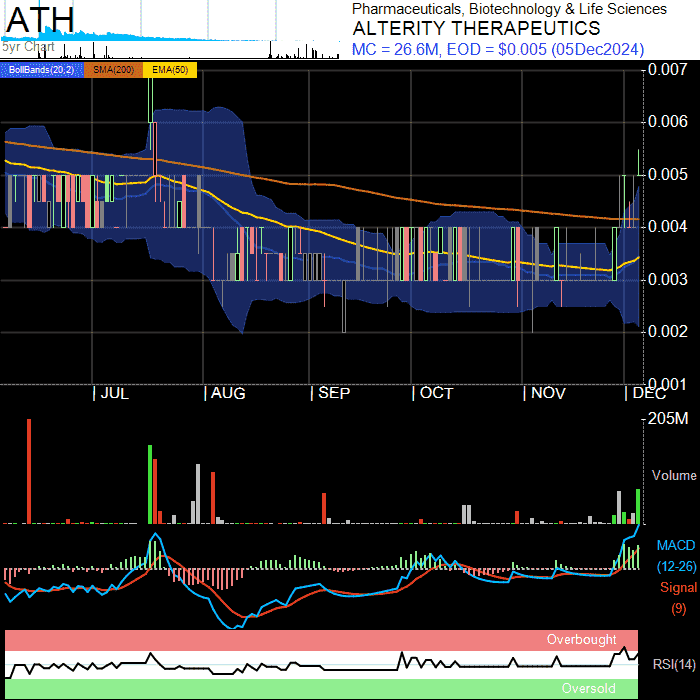 ATH
5yr Chart
Pharmaceuticals, Biotechnology & Life Sciences
ALTERITY THERAPEUTICS
MC = 26.6M, EOD = $0.005 (05Dec2024)
BollBands(20,2) SMA(200) EMA(50)
0.007
0.006
0.005
0.004
0.003
0.002
0.001
JUL AUG SEP OCT NOV DEC
205M
Volume
MACD
(12-26)
Signal
(9)
Overbought
RSI(14)
Oversold